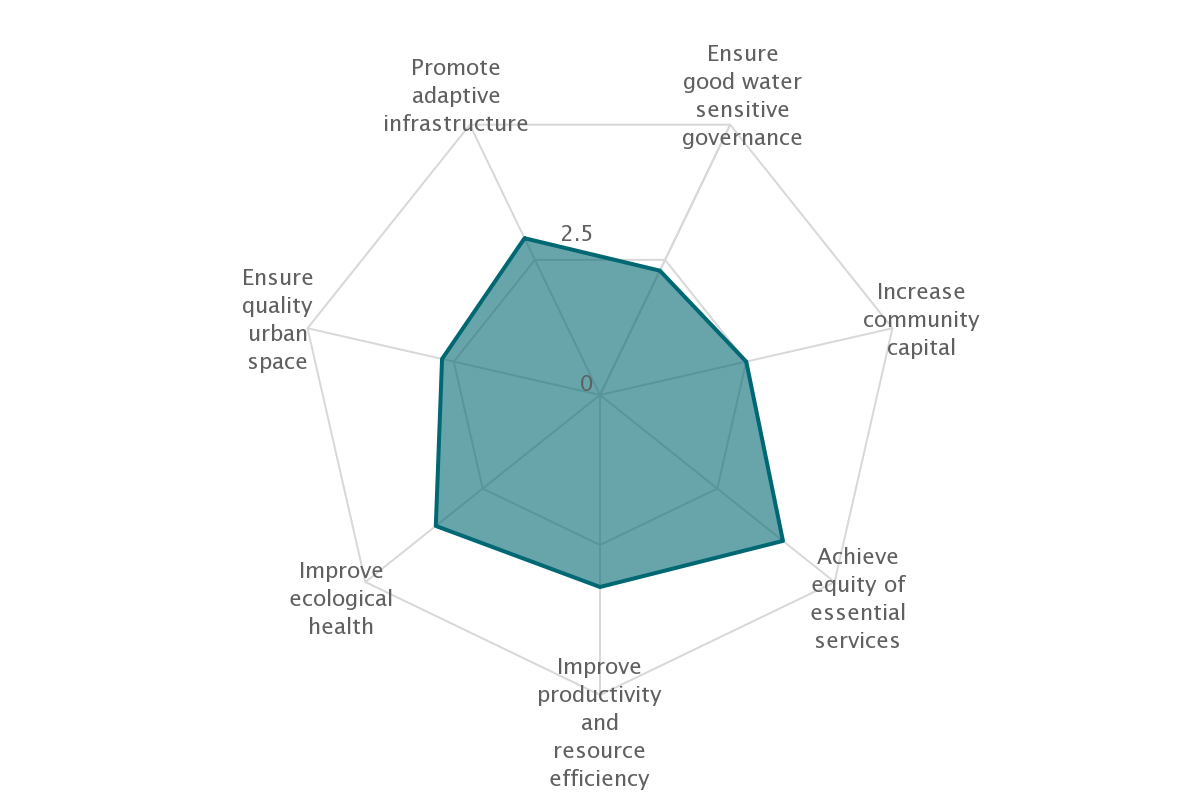 Ensure
good water
sensitive
governance
Promote
adaptive
infrastructure
2.5
Increase
community
capital
Ensure
quality
urban
space
0
Achieve
equity of
essential
services
Improve
ecological
health
Improve
productivity
and
resource
efficiency